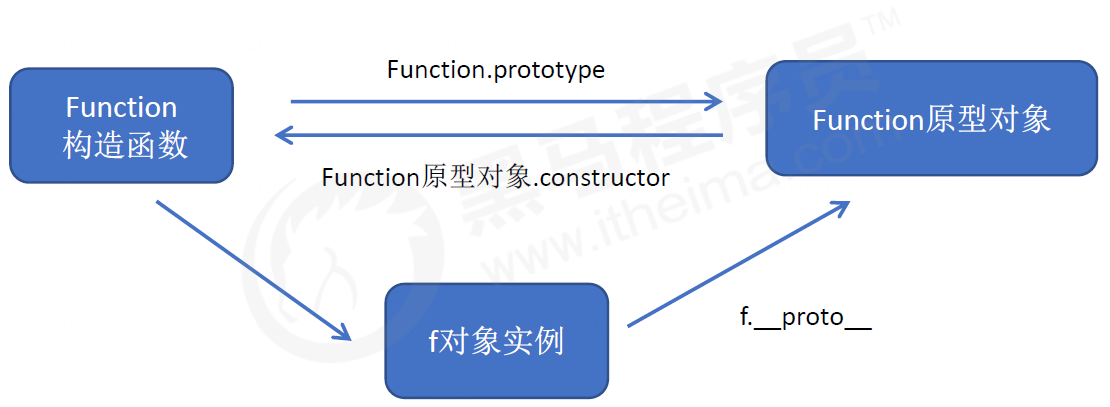 Function.prototype
Function
构造函数
Function原型对象
Function原型对象.constructor
f对象实例
f.__proto__
黑马程序员™
www.itheima.com